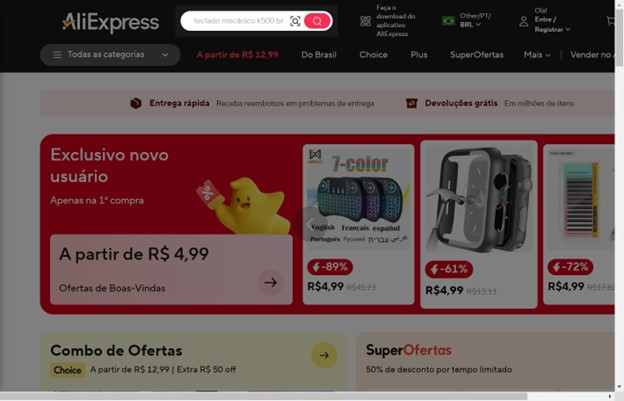 AliExpress
teclado mecânico k500 br
Faça o
download do
aplicativo
AliExpress
Other/PT/
BRL
Olá!
Entre /
Registrar
Todas as categorias
A partir de R$ 12,99
Do Brasil
Choice
Plus
SuperOfertas
Mais
Vender no A
Entrega rápida Receba reembolsos em problemas de entrega
Devoluções grátis Em milhões de itens
Exclusivo novo
usuário
Apenas na 1ª compra
A partir de R$ 4,99
Ofertas de Boas-Vindas
7-color
English Français español
Português Русский عربي עברית
-89%
R$4,99 R$45,73
-61%
R$4,99 R$13,11
-72%
R$4,99
Combo de Ofertas
Choice A partir de R$ 12,99 | Extra R$ 50 off
SuperOfertas
50% de desconto por tempo limitado